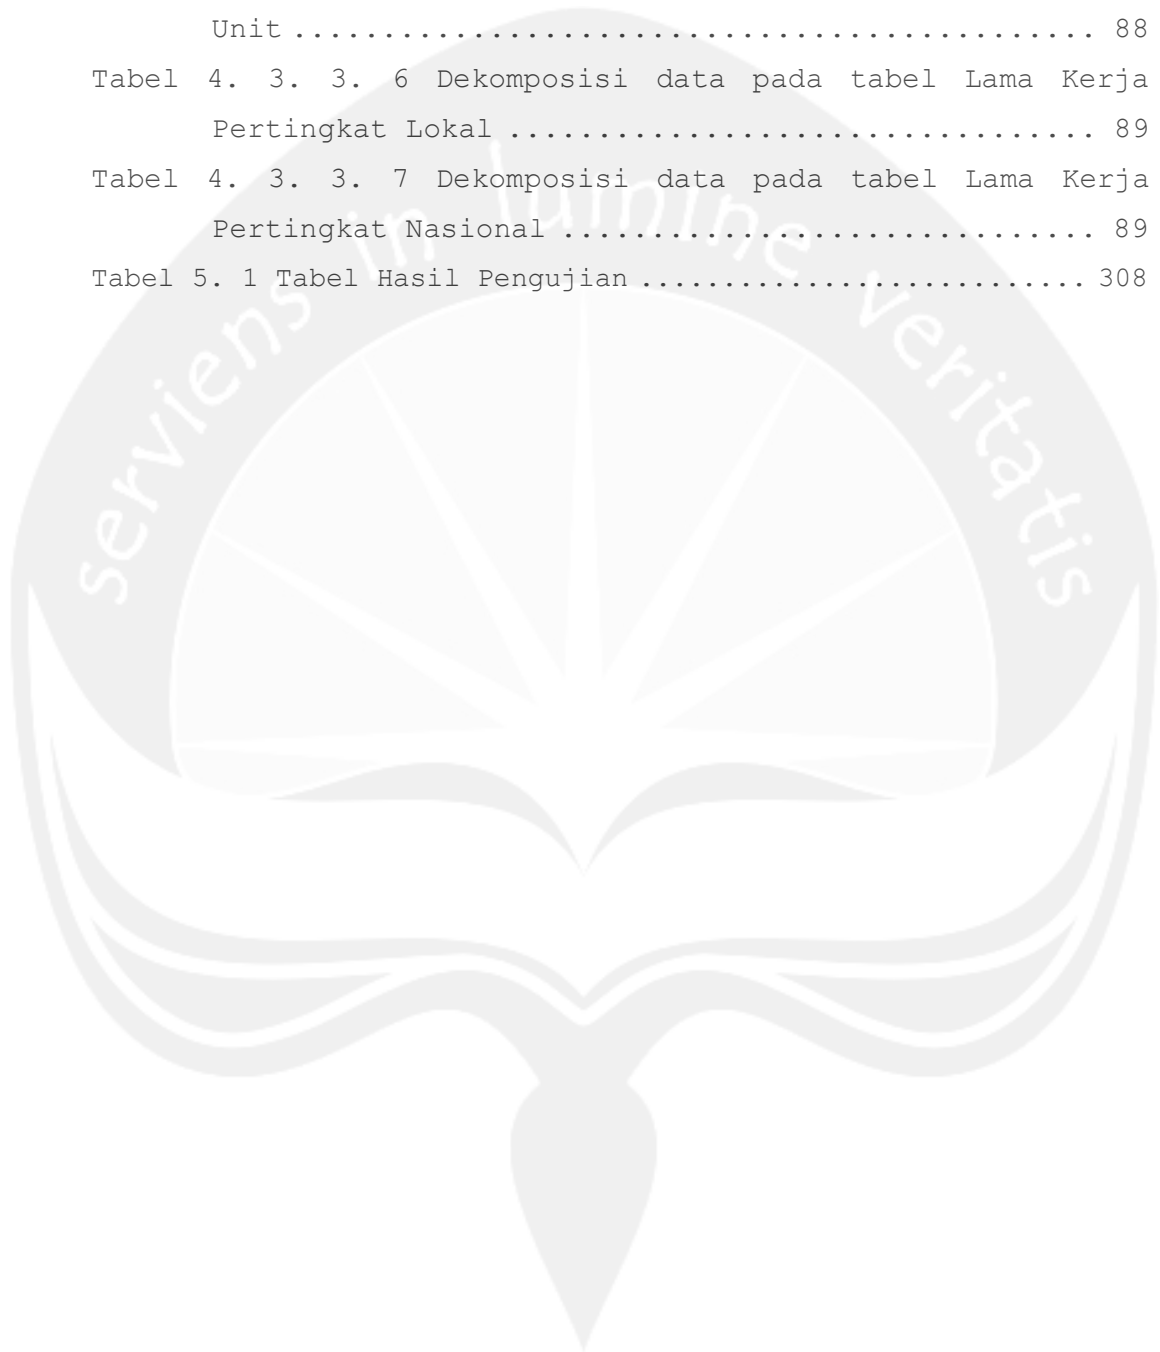 Unit ............................................. 88
Tabel 4. 3. 3. 6 Dekomposisi data pada tabel Lama Kerja
Pertingkat Lokal ................................. 89
Tabel 4. 3. 3. 7 Dekomposisi data pada tabel Lama Kerja
Pertingkat Nasional .............................. 89
Tabel 5. 1 Tabel Hasil Pengujian ......................... 308
serviens in lumine veritatis